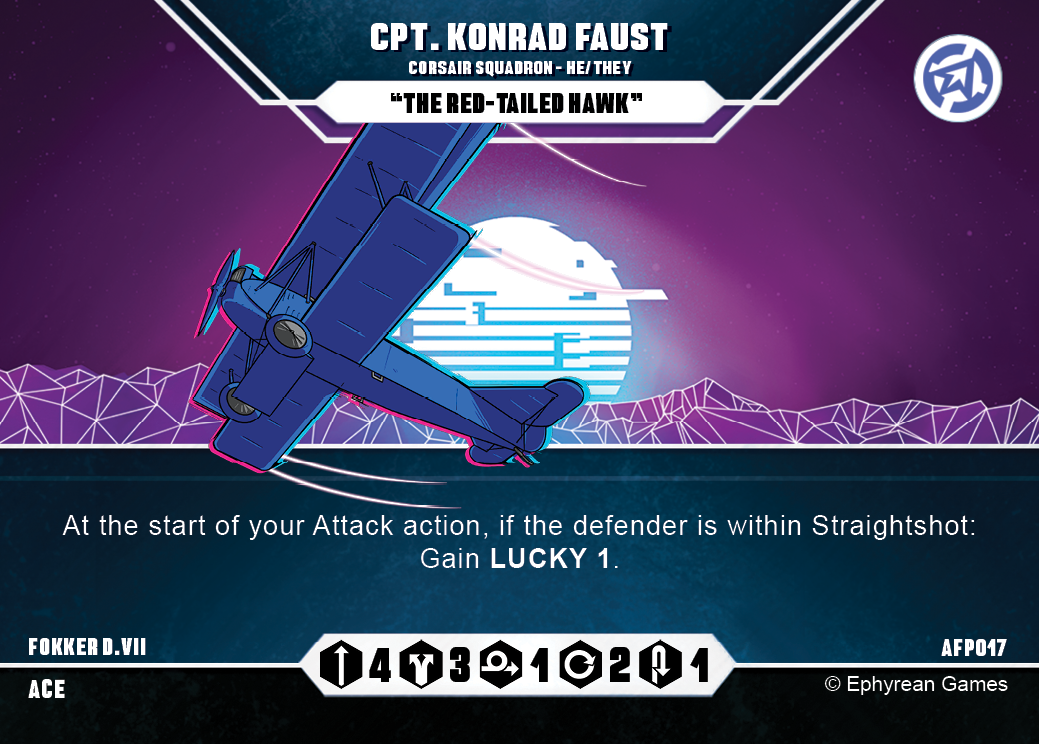 CPT. KONRAD FAUST
CORSAIR SQUADRON - HE/THEY
“THE RED-TAILED HAWK”
At the start of your Attack action, if the defender is within Straightshot:
Gain LUCKY 1.
FOKKER D.VII
4 3 1 2 1
AFP017
ACE
© Ephyrean Games